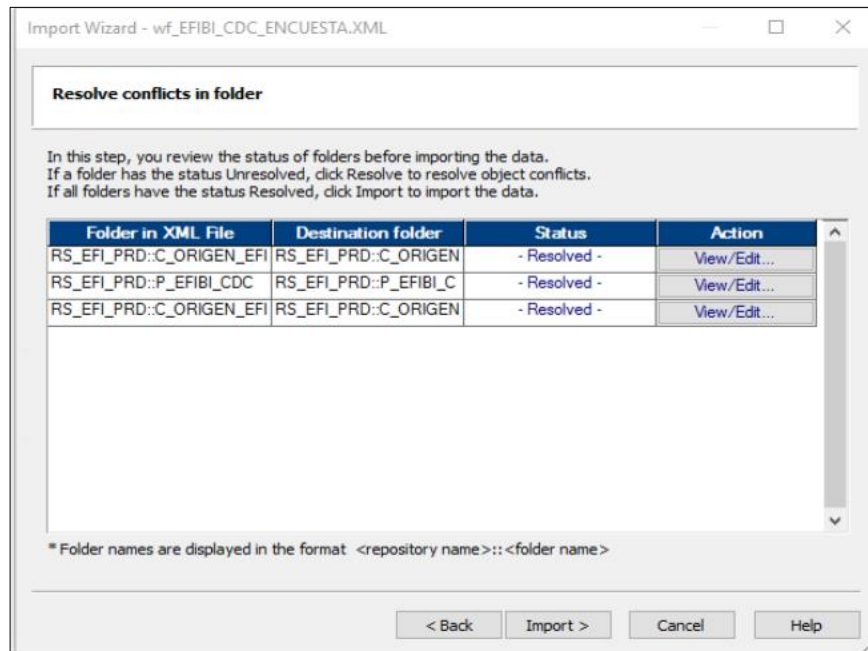 Import Wizard - wf_EFIBI_CDC_ENCUESTA.XML
Resolve conflicts in folder
In this step, you review the status of folders before importing the data.
If a folder has the status Unresolved, click Resolve to resolve object conflicts.
If all folders have the status Resolved, click Import to import the data.
Folder in XML File Destination folder Status Action
RS_EFI_PRD::C_ORIGEN_EFI RS_EFI_PRD::C_ORIGEN - Resolved - View/Edit...
RS_EFI_PRD::P_EFIBI_CDC RS_EFI_PRD::P_EFIBI_C - Resolved - View/Edit...
RS_EFI_PRD::C_ORIGEN_EFI RS_EFI_PRD::C_ORIGEN - Resolved - View/Edit...
* Folder names are displayed in the format <repository name>::<folder name>
< Back Import > Cancel Help